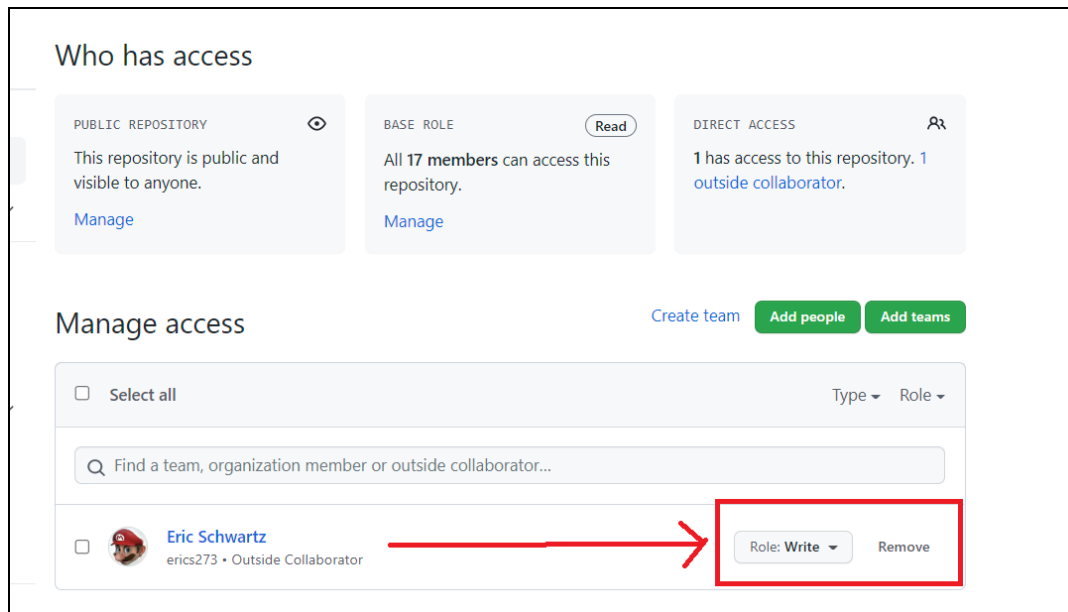 Who has access
PUBLIC REPOSITORY
This repository is public and
visible to anyone.
Manage
BASE ROLE
Read
All 17 members can access this
repository.
Manage
DIRECT ACCESS
1 has access to this repository. 1
outside collaborator.
Manage access
Create team
Add people
Add teams
Select all
Type
Role
Find a team, organization member or outside collaborator...
Eric Schwartz
erics273 • Outside Collaborator
Role: Write
Remove